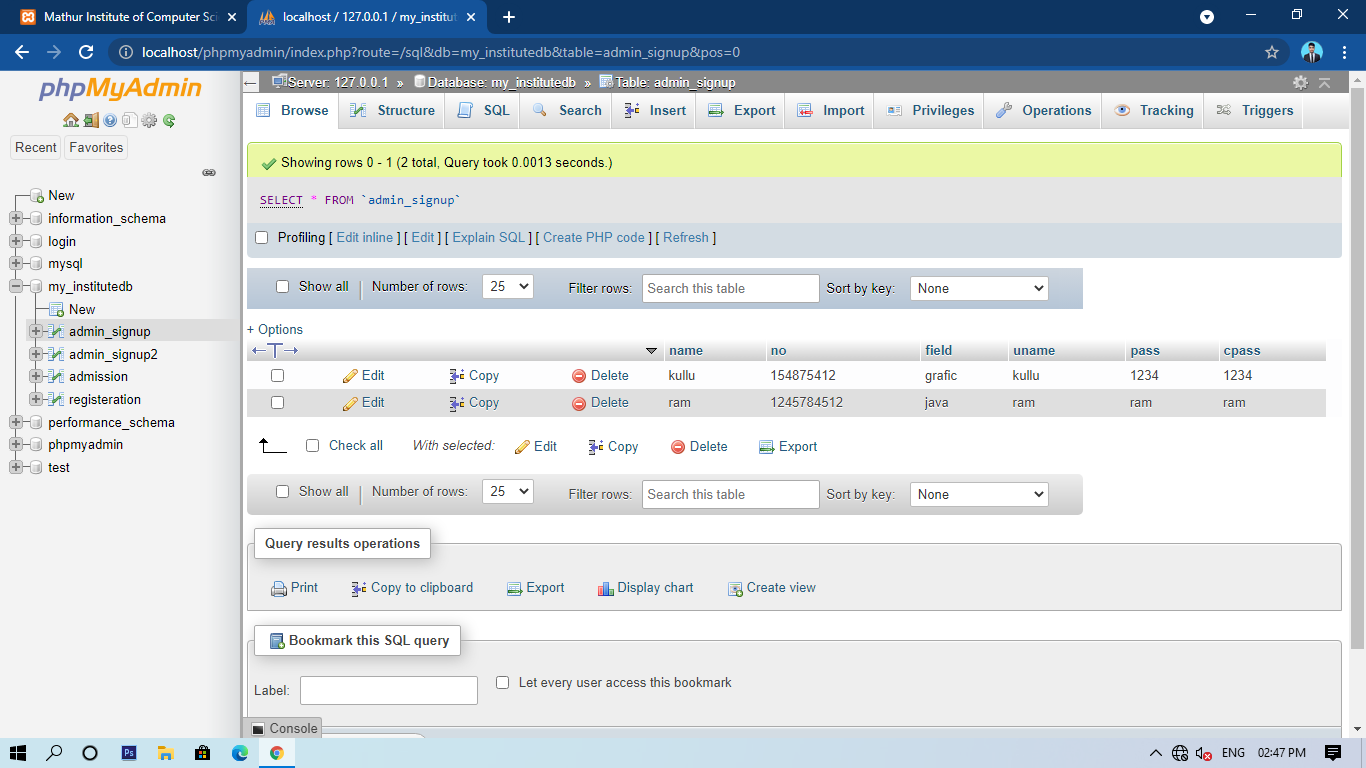 Mathur Institute of Computer Sci
localhost / 127.0.0.1 / my_institut
localhost/phpmyadmin/index.php?route=/sql&db=my_institutedb&table=admin_signup&pos=0
phpMyAdmin
Recent Favorites
New
information_schema
login
mysql
my_institutedb
New
admin_signup
admin_signup2
admission
registeration
performance_schema
phpmyadmin
test
Server: 127.0.0.1 » Database: my_institutedb » Table: admin_signup
Browse Structure SQL Search Insert Export Import Privileges Operations Tracking Triggers
Showing rows 0 - 1 (2 total, Query took 0.0013 seconds.)
SELECT * FROM `admin_signup`
Profiling [ Edit inline ] [ Edit ] [ Explain SQL ] [ Create PHP code ] [ Refresh ]
Show all | Number of rows: 25 Filter rows: Search this table Sort by key: None
+ Options
←T→ name no field uname pass cpass
Edit Copy Delete kullu 154875412 grafic kullu 1234 1234
Edit Copy Delete ram 1245784512 java ram ram ram
Check all With selected: Edit Copy Delete Export
Show all | Number of rows: 25 Filter rows: Search this table Sort by key: None
Query results operations
Print Copy to clipboard Export Display chart Create view
Bookmark this SQL query
Label: Let every user access this bookmark
Console
Ps
ENG 02:47 PM